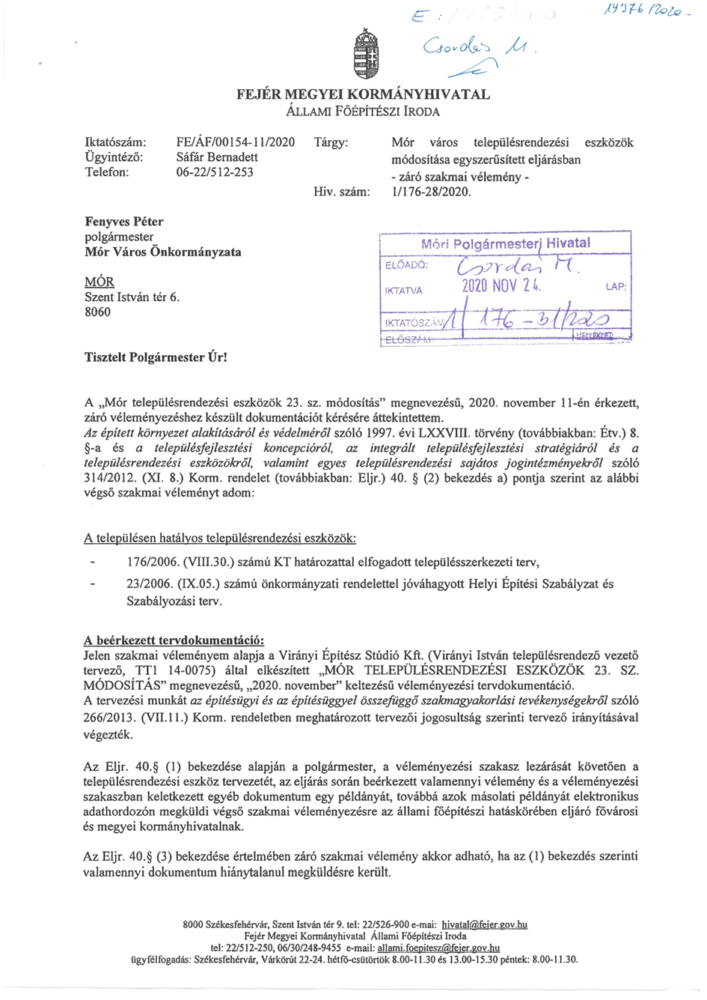 E :
19376/2020.
Csordás M.
FEJÉR MEGYEI KORMÁNYHIVATAL
ÁLLAMI FŐÉPÍTÉSZI IRODA
Iktatószám: FE/ÁF/00154-11/2020 Tárgy: Mór város településrendezési eszközök
Ügyintéző: Sáfár Bernadett módosítása egyszerűsített eljárásban
Telefon: 06-22/512-253 - záró szakmai vélemény -
Hiv. szám: 1/176-28/2020.
Fenyves Péter
polgármester
Mór Város Önkormányzata
MÓR
Szent István tér 6.
8060
Móri Polgármesteri Hivatal
ELŐADÓ: Csordás M.
IKTATVA 2020 NOV 24. LAP:
IKTATÓSZÁM 1/176-31/2020
ELŐSZÁM: MELLÉKLET:
Tisztelt Polgármester Úr!
A „Mór településrendezési eszközök 23. sz. módosítás” megnevezésű, 2020. november 11-én érkezett,
záró véleményezéshez készült dokumentációt kérésére áttekintettem.
Az épített környezet alakításáról és védelméről szóló 1997. évi LXXVIII. törvény (továbbiakban: Étv.) 8.
§-a és a településfejlesztési koncepcióról, az integrált településfejlesztési stratégiáról és a
településrendezési eszközökről, valamint egyes településrendezési sajátos jogintézményekről szóló
314/2012. (XI. 8.) Korm. rendelet (továbbiakban: Eljr.) 40. § (2) bekezdés a) pontja szerint az alábbi
végső szakmai véleményt adom:
A településen hatályos településrendezési eszközök:
- 176/2006. (VIII.30.) számú KT határozattal elfogadott településszerkezeti terv,
- 23/2006. (IX.05.) számú önkormányzati rendelettel jóváhagyott Helyi Építési Szabályzat és
Szabályozási terv.
A beérkezett tervdokumentáció:
Jelen szakmai véleményem alapja a Virányi Építész Stúdió Kft. (Virányi István településrendező vezető
tervező, TT1 14-0075) által elkészített „MÓR TELEPÜLÉSRENDEZÉSI ESZKÖZÖK 23. SZ.
MÓDOSÍTÁS” megnevezésű, „2020. november” keltezésű véleményezési tervdokumentáció.
A tervezési munkát az építésügyi és az építésüggyel összefüggő szakmagyakorlási tevékenységekről szóló
266/2013. (VII.11.) Korm. rendeletben meghatározott tervezői jogosultság szerinti tervező irányításával
végezték.
Az Eljr. 40.§ (1) bekezdése alapján a polgármester, a véleményezési szakasz lezárását követően a
településrendezési eszköz tervezetét, az eljárás során beérkezett valamennyi vélemény és a véleményezési
szakaszban keletkezett egyéb dokumentum egy példányát, továbbá azok másolati példányát elektronikus
adathordozón megküldi végső szakmai véleményezésre az állami főépítészi hatáskörében eljáró fővárosi
és megyei kormányhivatalnak.
Az Eljr. 40.§ (3) bekezdése értelmében záró szakmai vélemény akkor adható, ha az (1) bekezdés szerinti
valamennyi dokumentum hiánytalanul megküldésre került.
8000 Székesfehérvár, Szent István tér 9. tel: 22/526-900 e-mai: hivatal@fejer.gov.hu
Fejér Megyei Kormányhivatal Állami Főépítészi Iroda
tel: 22/512-250, 06/30/248-9455 e-mail: allami.foepitesz@fejer.gov.hu
ügyfélfogadás: Székesfehérvár, Várkörút 22-24. hétfő-csütörtök 8.00-11.30 és 13.00-15.30 péntek: 8.00-11.30.